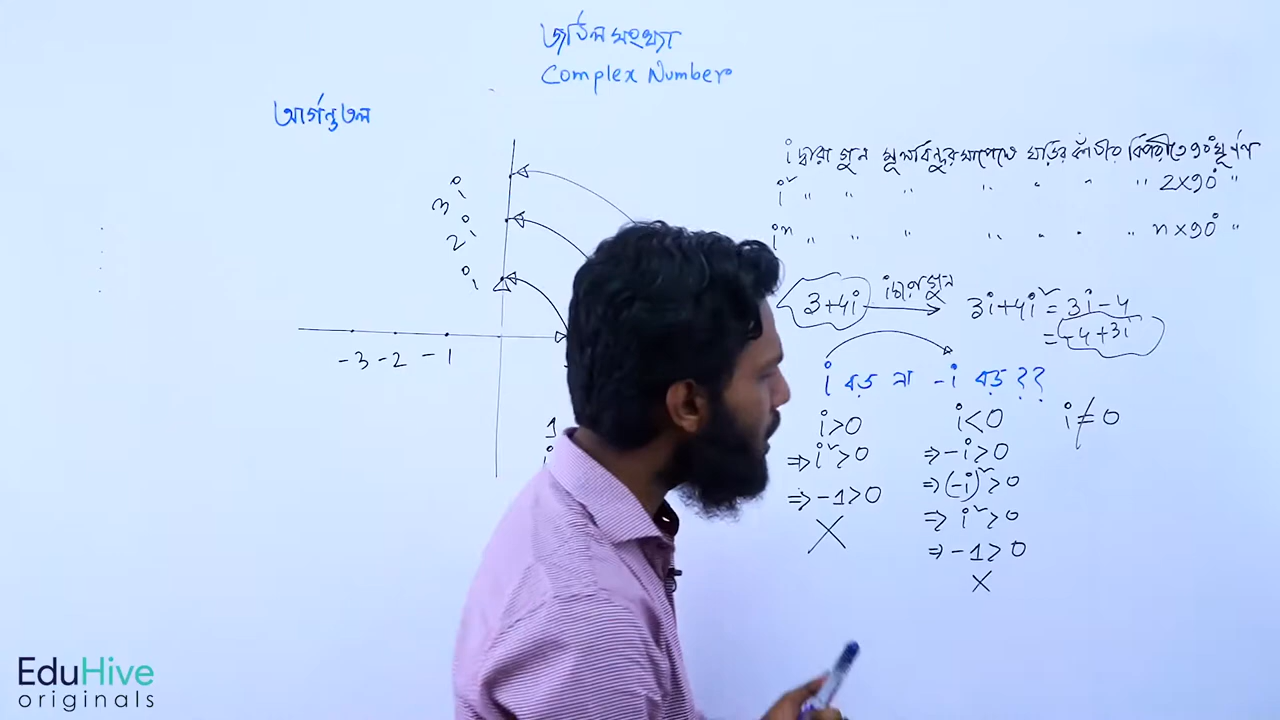 জটিল সংখ্যা
Complex Number
আর্গন্ড তল
i দ্বারা গুন মূলবিন্দুর সাপেক্ষে ঘড়ির কাঁটার বিপরীতে 90° ঘূর্ণণ
i² " " " " " " " 2×90° "
iⁿ " " " " " " " n×90° "
3i
2i
i
-3 -2 -1
1
i
3+4i → i দ্বারা গুন 3i+4i² = 3i-4
= -4+3i
i বড় না -i বড় ??
i>0 i<0 i≠0
⇒i²>0 ⇒-i>0
⇒-1>0 ⇒(-i)²>0
X ⇒ i²>0
⇒-1>0
X
EduHive
originals